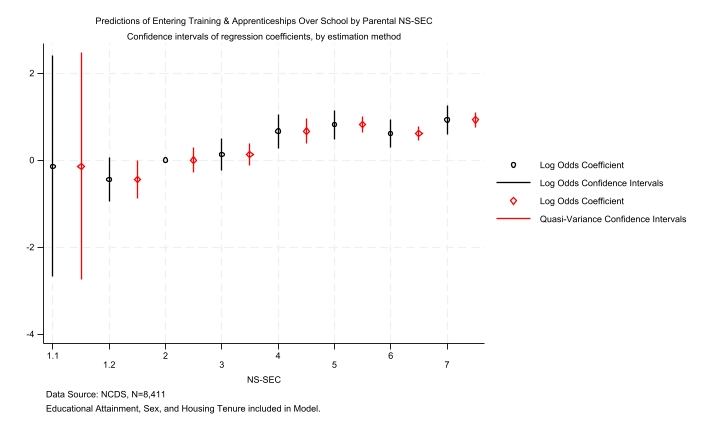 Predictions of Entering Training & Apprenticeships Over School by Parental NS-SEC
Confidence intervals of regression coefficients, by estimation method
2
0
-2
-4
1.1
1.2
2
3
4
5
6
7
NS-SEC
Log Odds Coefficient
Log Odds Confidence Intervals
Log Odds Coefficient
Quasi-Variance Confidence Intervals
Data Source: NCDS, N=8,411
Educational Attainment, Sex, and Housing Tenure included in Model.